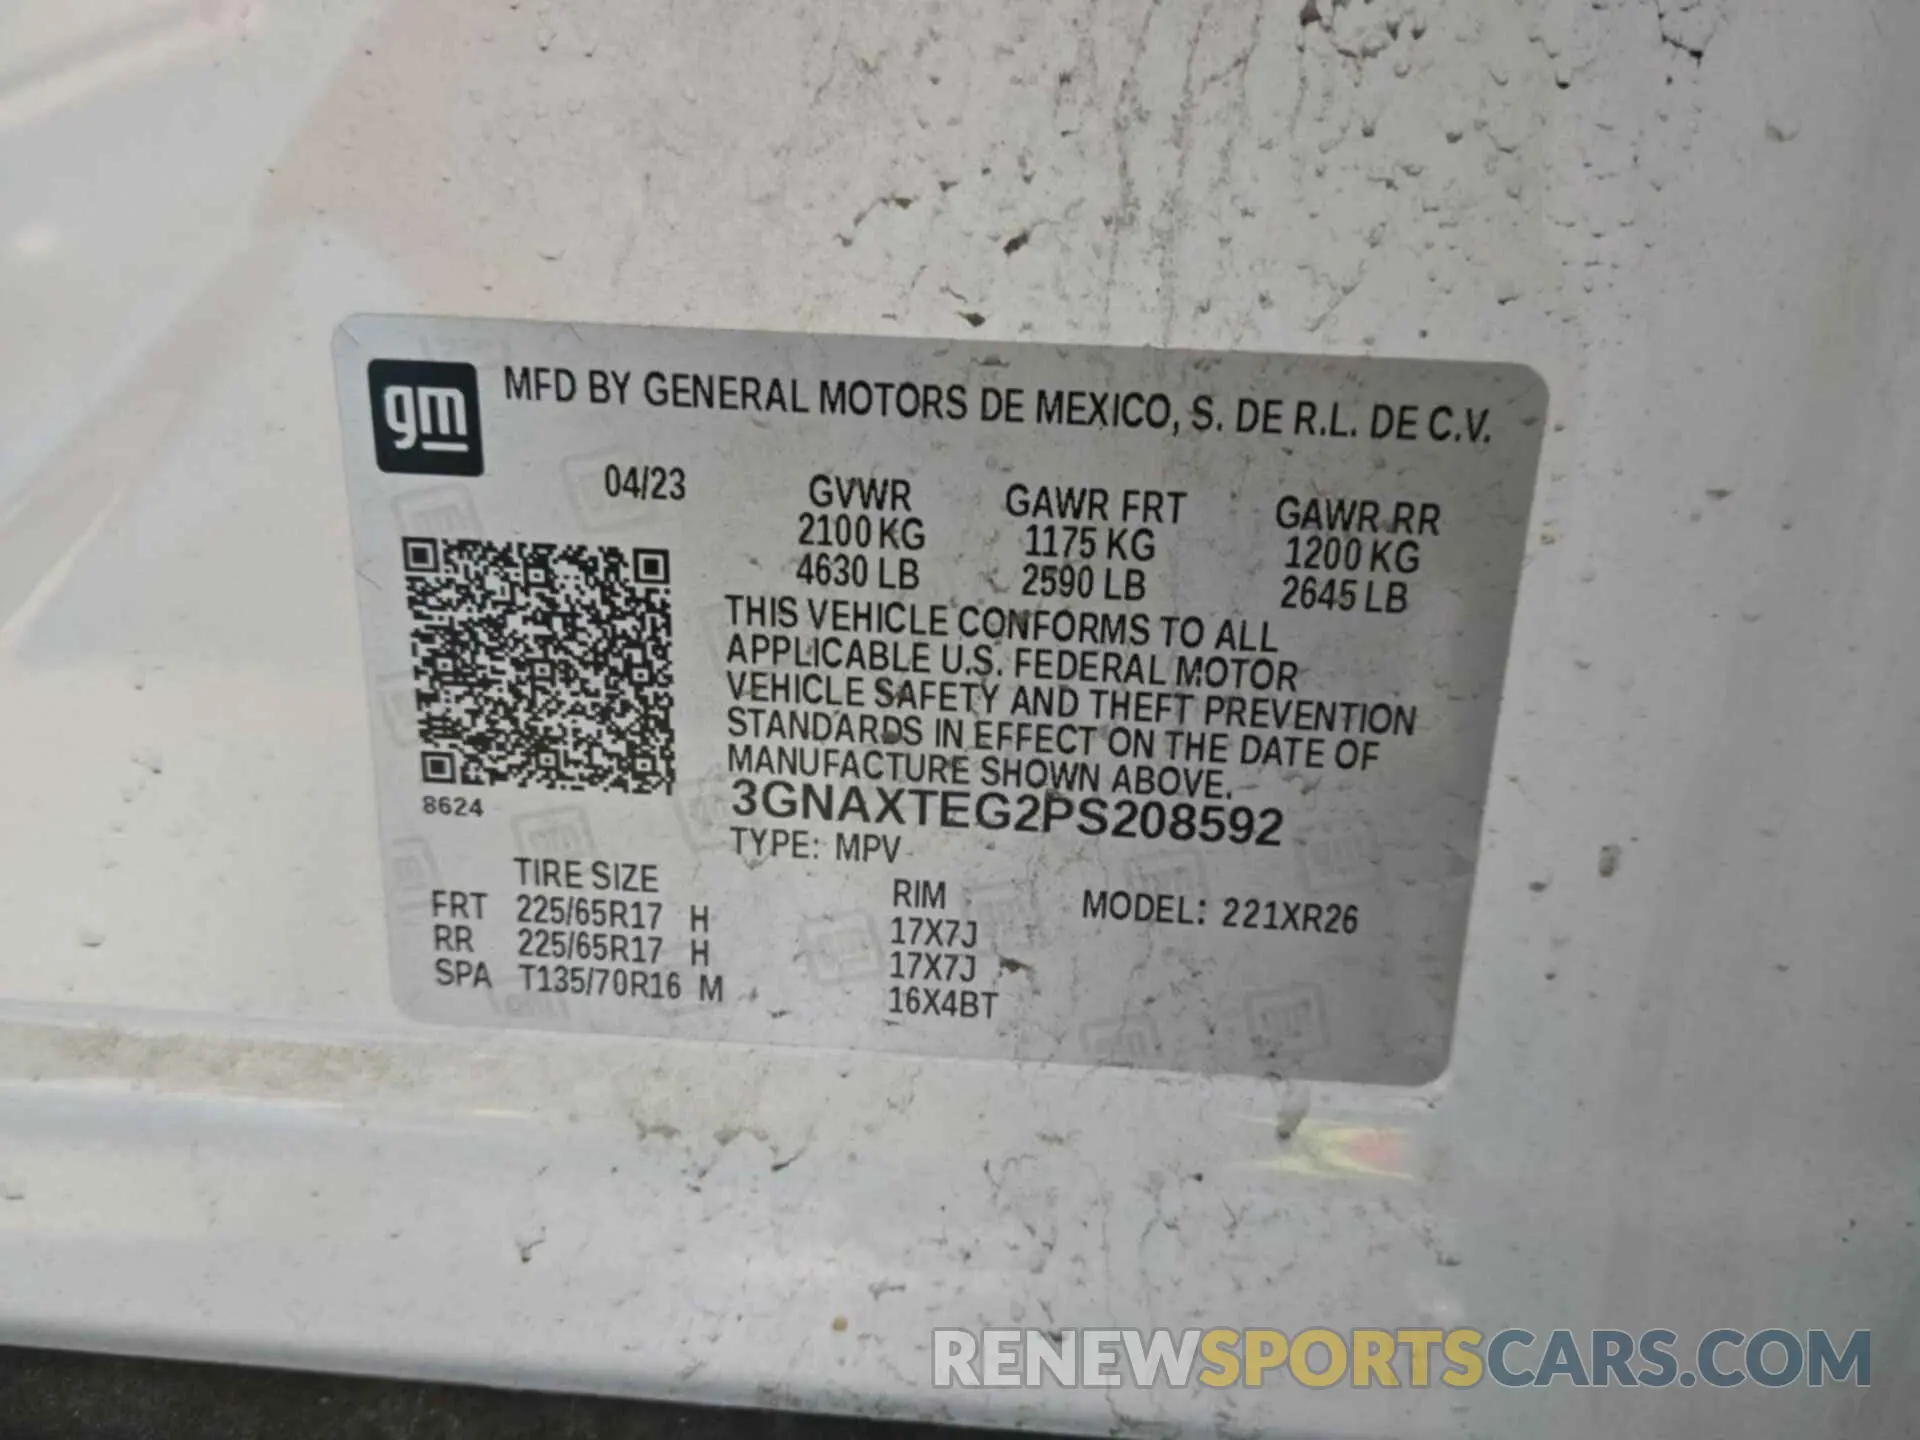 gm
MFD BY GENERAL MOTORS DE MEXICO, S. DE R.L. DE C.V.
04/23 GVWR GAWR FRT GAWR RR
2100 KG 1175 KG 1200 KG
4630 LB 2590 LB 2645 LB
THIS VEHICLE CONFORMS TO ALL
APPLICABLE U.S. FEDERAL MOTOR
VEHICLE SAFETY AND THEFT PREVENTION
STANDARDS IN EFFECT ON THE DATE OF
MANUFACTURE SHOWN ABOVE.
8624
3GNAXTEG2PS208592
TYPE: MPV
TIRE SIZE RIM MODEL: 221XR26
FRT 225/65R17 H 17X7J
RR 225/65R17 H 17X7J
SPA T135/70R16 M 16X4BT
RENEWSPORTSCARS.COM